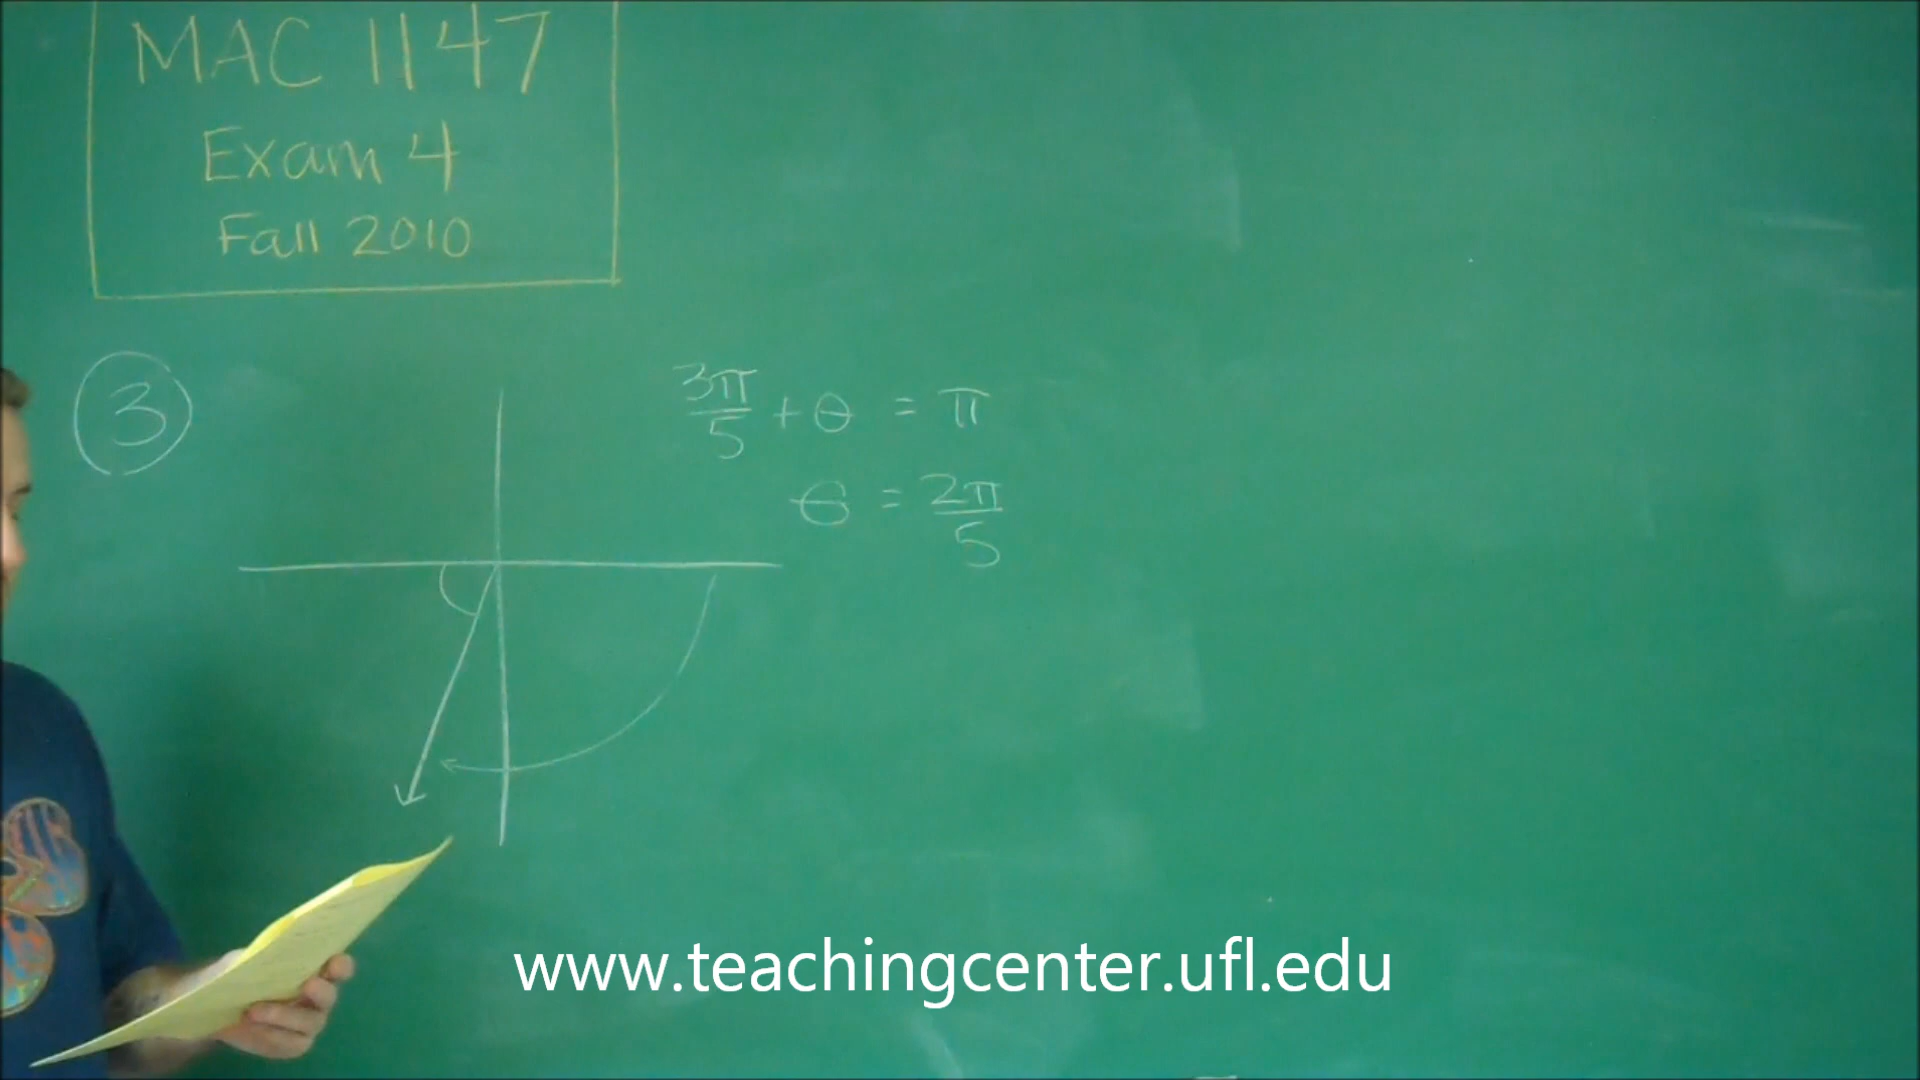 MAC 1147
Exam 4
Fall 2010
3
3π/5 + θ = π
θ = 2π/5
www.teachingcenter.ufl.edu